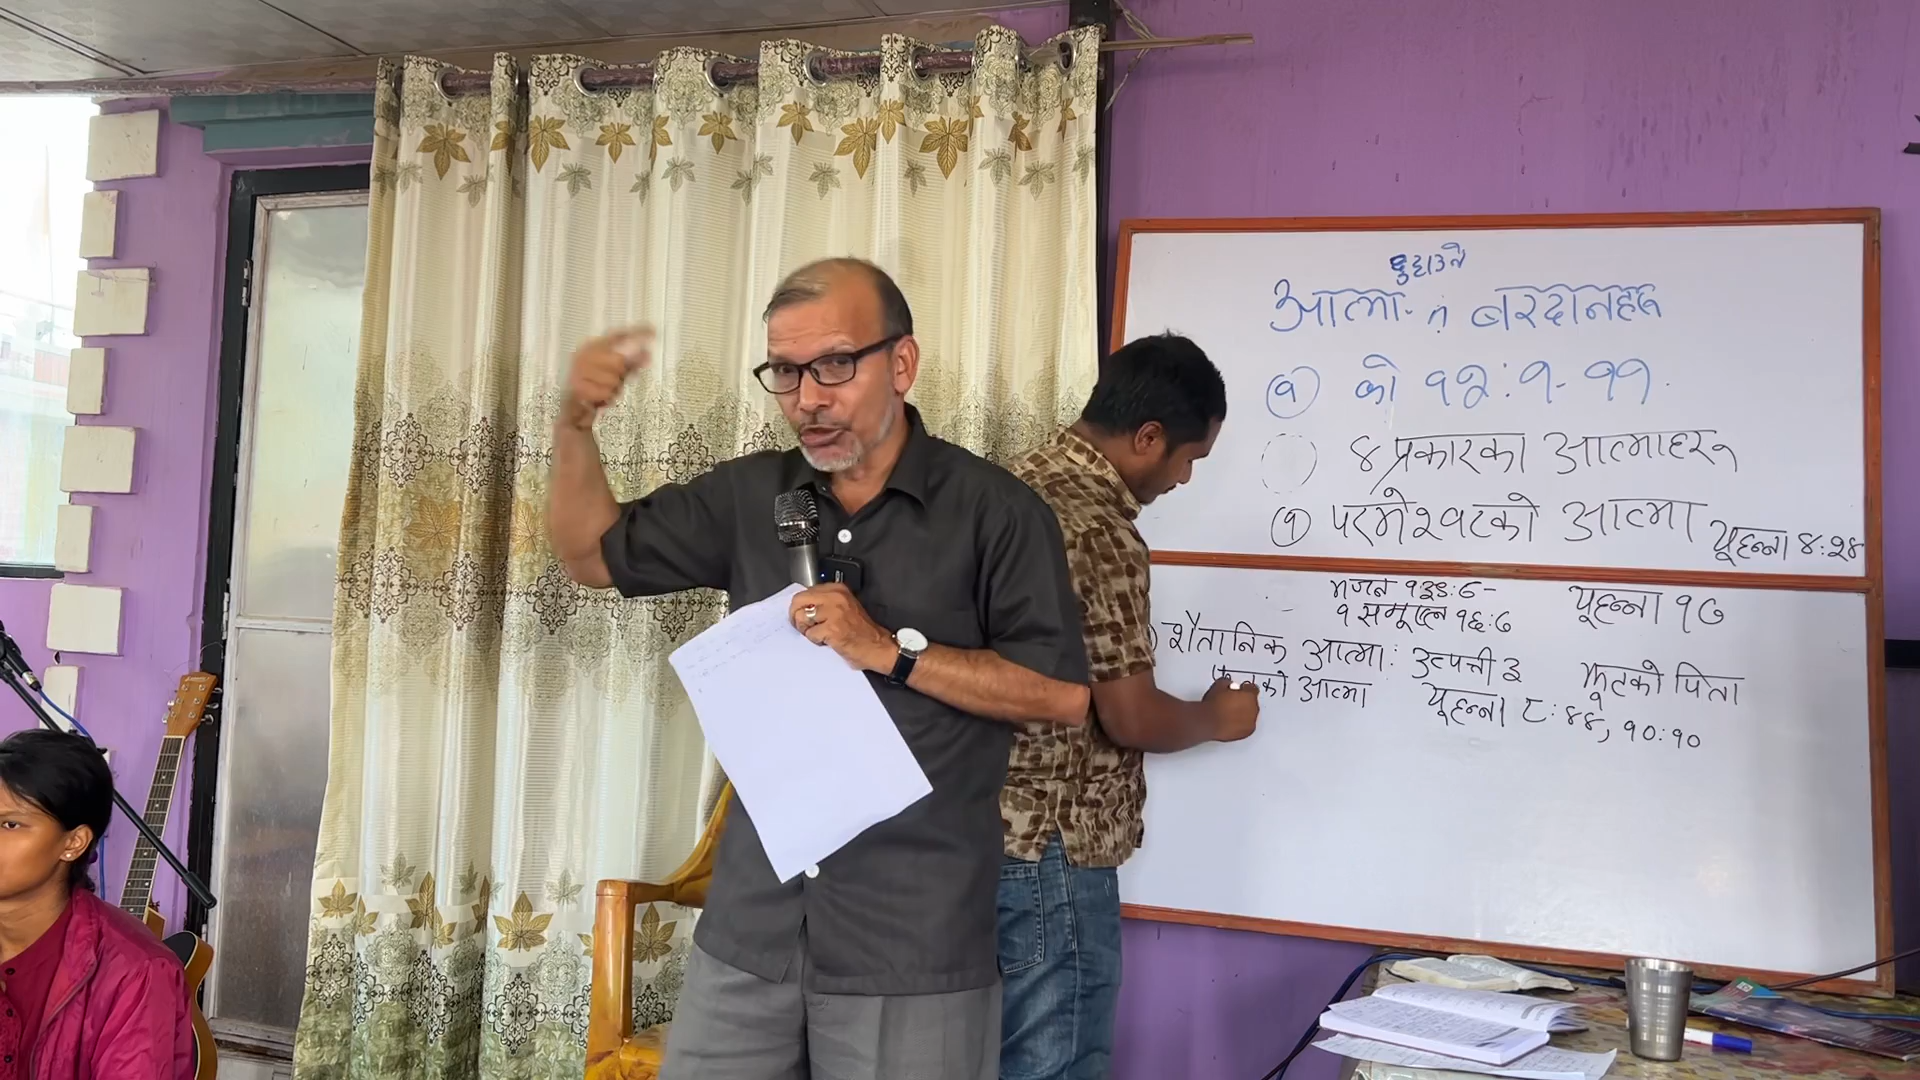 छुट्टाउने
आत्मा- न बरदानहरू
(१) को १२:१-११.
४ प्रकारका आत्माहरू
(१) परमेश्वरको आत्मा यूहन्ना ४:२४
भजन १३९:७- यूहन्ना १७
१ समूएल १६:७
) शैतानिक आत्मा: उत्पत्ती ३ झूटको पिता
को आत्मा यूहन्ना ८:४४, १०:१०